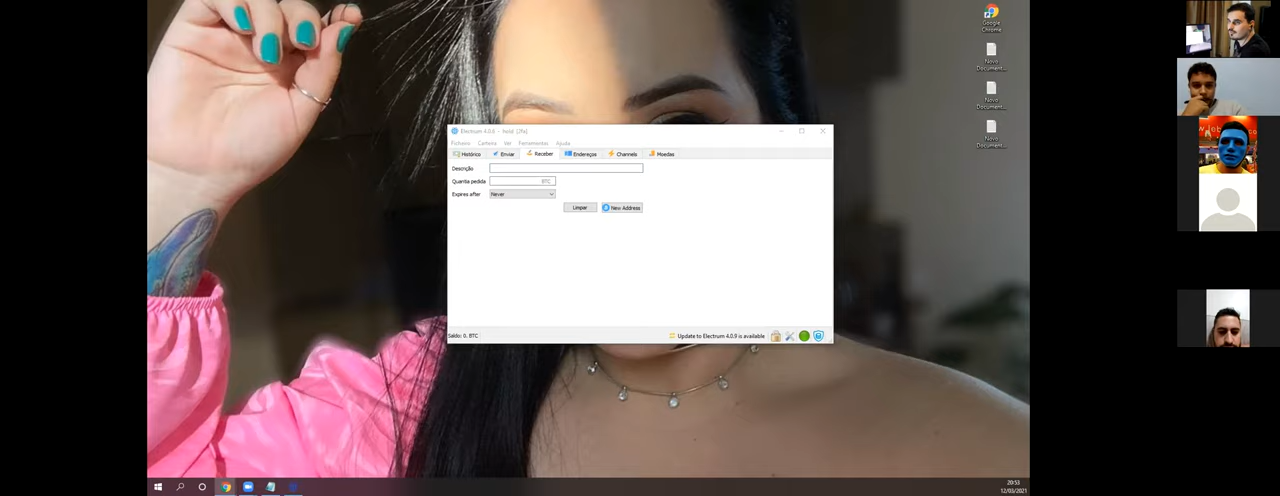 Google
Chrome
Novo
Document...
Novo
Document...
Novo
Document...
Electrum 4.0.9 - hold [2fa]
Ficheiro Carteira Ver Ferramentas Ajuda
Histórico Enviar Receber Endereços Channels Moedas
Descrição
Quantia pedida BTC
Expires after Never
Limpar New Address
Saldo: 0. BTC Update to Electrum 4.0.9 is available
20:53
12/03/2021